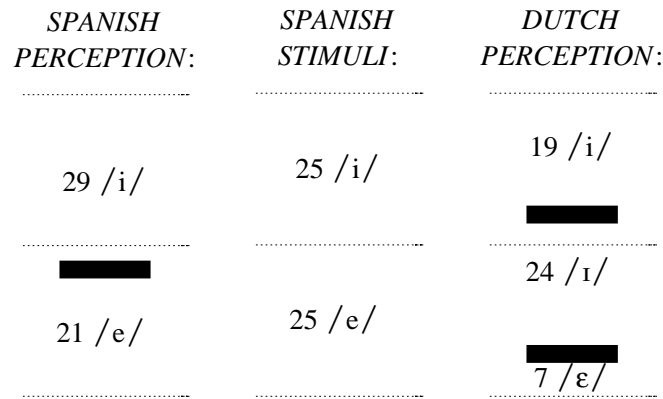 SPANISH PERCEPTION:
SPANISH STIMULI:
DUTCH PERCEPTION:
29 /i/
25 /i/
19 /i/
21 /e/
25 /e/
24 /ɪ/
7 /ɛ/